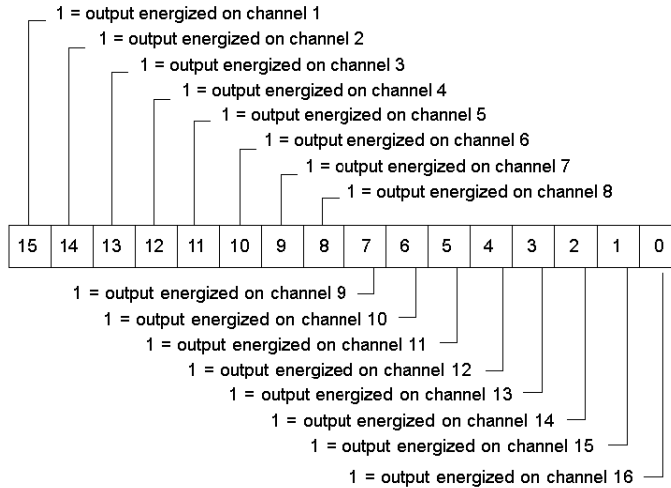 1 = output energized on channel 1
1 = output energized on channel 2
1 = output energized on channel 3
1 = output energized on channel 4
1 = output energized on channel 5
1 = output energized on channel 6
1 = output energized on channel 7
1 = output energized on channel 8
15 14 13 12 11 10 9 8 7 6 5 4 3 2 1 0
1 = output energized on channel 9
1 = output energized on channel 10
1 = output energized on channel 11
1 = output energized on channel 12
1 = output energized on channel 13
1 = output energized on channel 14
1 = output energized on channel 15
1 = output energized on channel 16